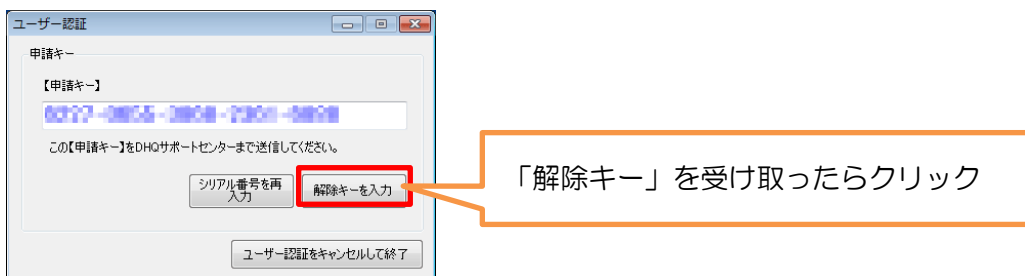 ユーザー認証
申請キー
【申請キー】
この【申請キー】をDHQサポートセンターまで送信してください。
シリアル番号を再
入力
解除キーを入力
「解除キー」を受け取ったらクリック
ユーザー認証をキャンセルして終了